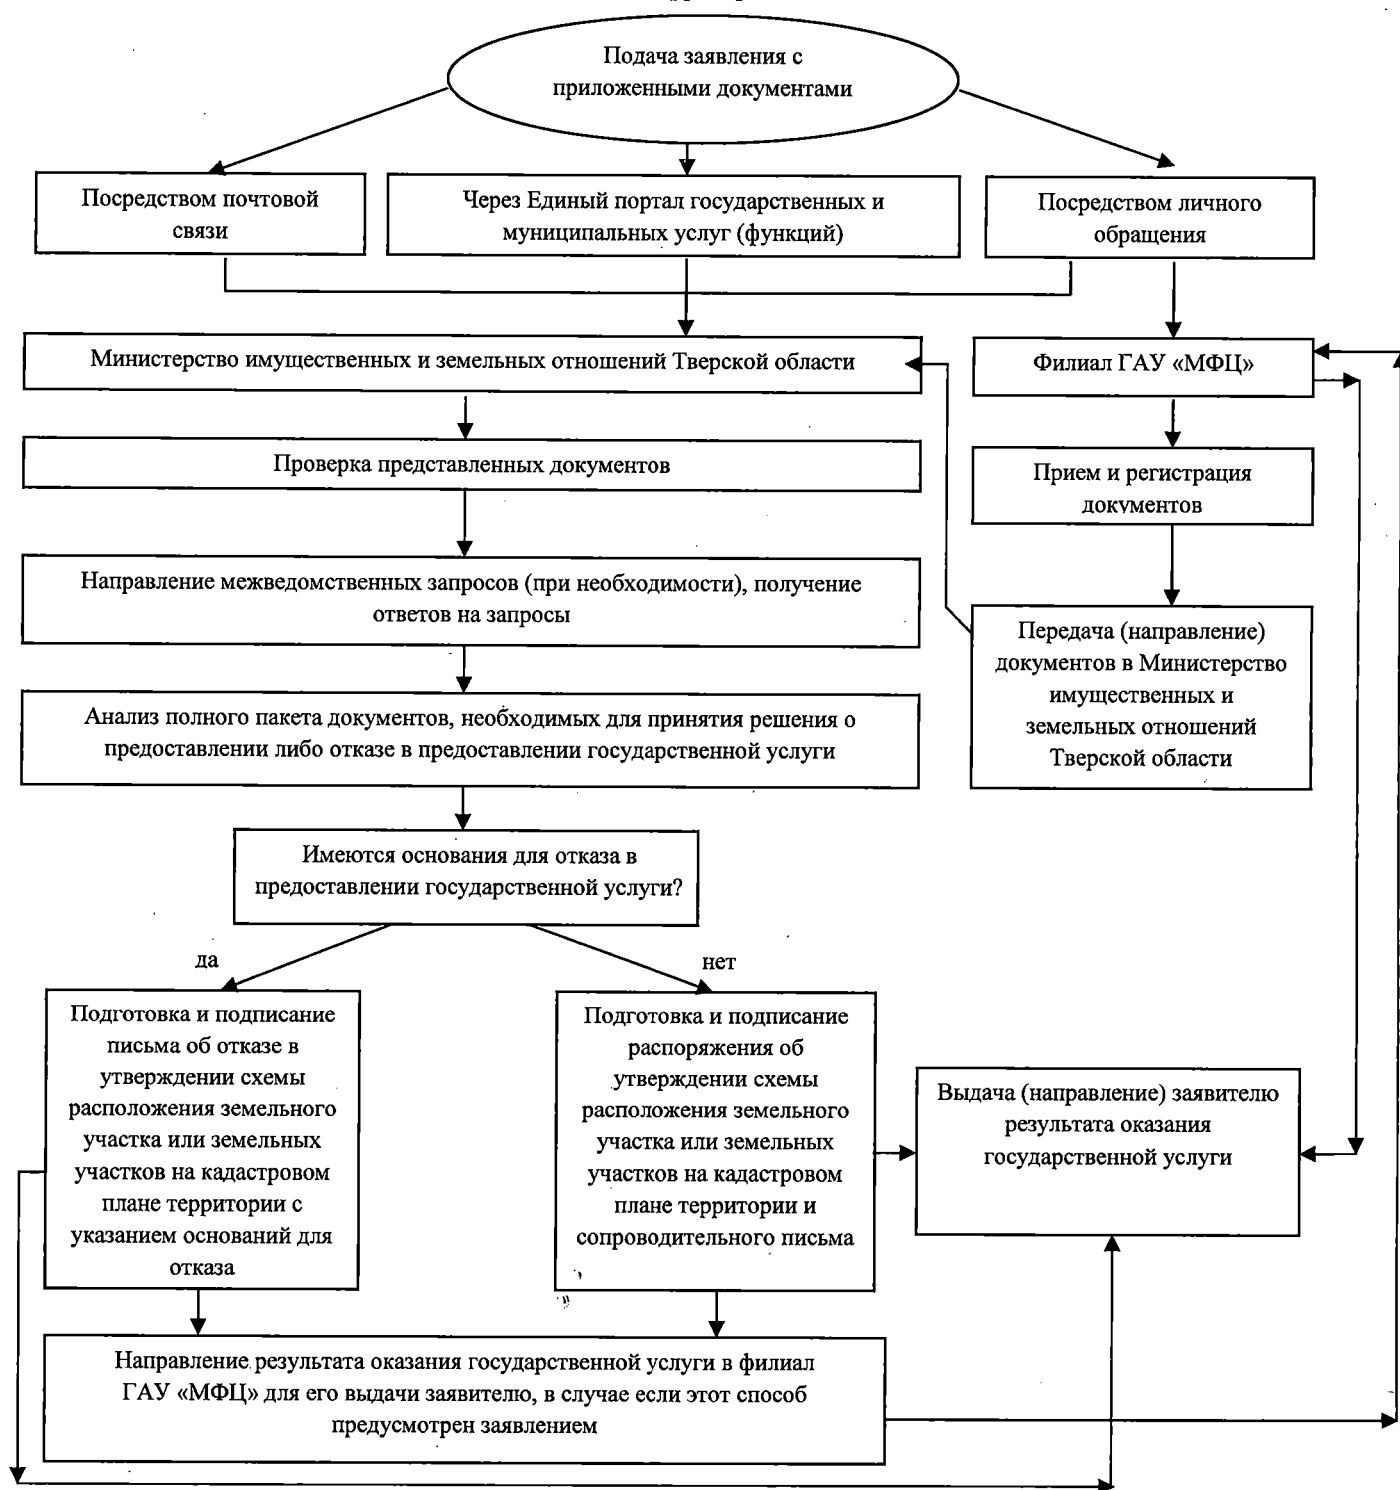 Подача заявления с
приложенными документами
Посредством почтовой
связи
Через Единый портал государственных и
муниципальных услуг (функций)
Посредством личного
обращения
Министерство имущественных и земельных отношений Тверской области
Филиал ГАУ «МФЦ»
Проверка представленных документов
Прием и регистрация
документов
Направление межведомственных запросов (при необходимости), получение
ответов на запросы
Передача (направление)
документов в Министерство
имущественных и
земельных отношений
Тверской области
Анализ полного пакета документов, необходимых для принятия решения о
предоставлении либо отказе в предоставлении государственной услуги
Имеются основания для отказа в
предоставлении государственной услуги?
да
нет
Подготовка и подписание
письма об отказе в
утверждении схемы
расположения земельного
участка или земельных
участков на кадастровом
плане территории с
указанием оснований для
отказа
Подготовка и подписание
распоряжения об
утверждении схемы
расположения земельного
участка или земельных
участков на кадастровом
плане территории и
сопроводительного письма
Выдача (направление) заявителю
результата оказания
государственной услуги
Направление результата оказания государственной услуги в филиал
ГАУ «МФЦ» для его выдачи заявителю, в случае если этот способ
предусмотрен заявлением